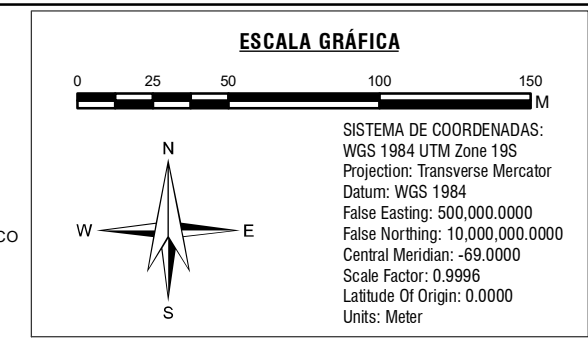 ESCALA GRÁFICA
0 25 50 100 150
M
SISTEMA DE COORDENADAS:
WGS 1984 UTM Zone 19S
Projection: Transverse Mercator
Datum: WGS 1984
False Easting: 500,000.0000
False Northing: 10,000,000.0000
Central Meridian: -69.0000
Scale Factor: 0.9996
Latitude Of Origin: 0.0000
Units: Meter
N
W E
S
CO